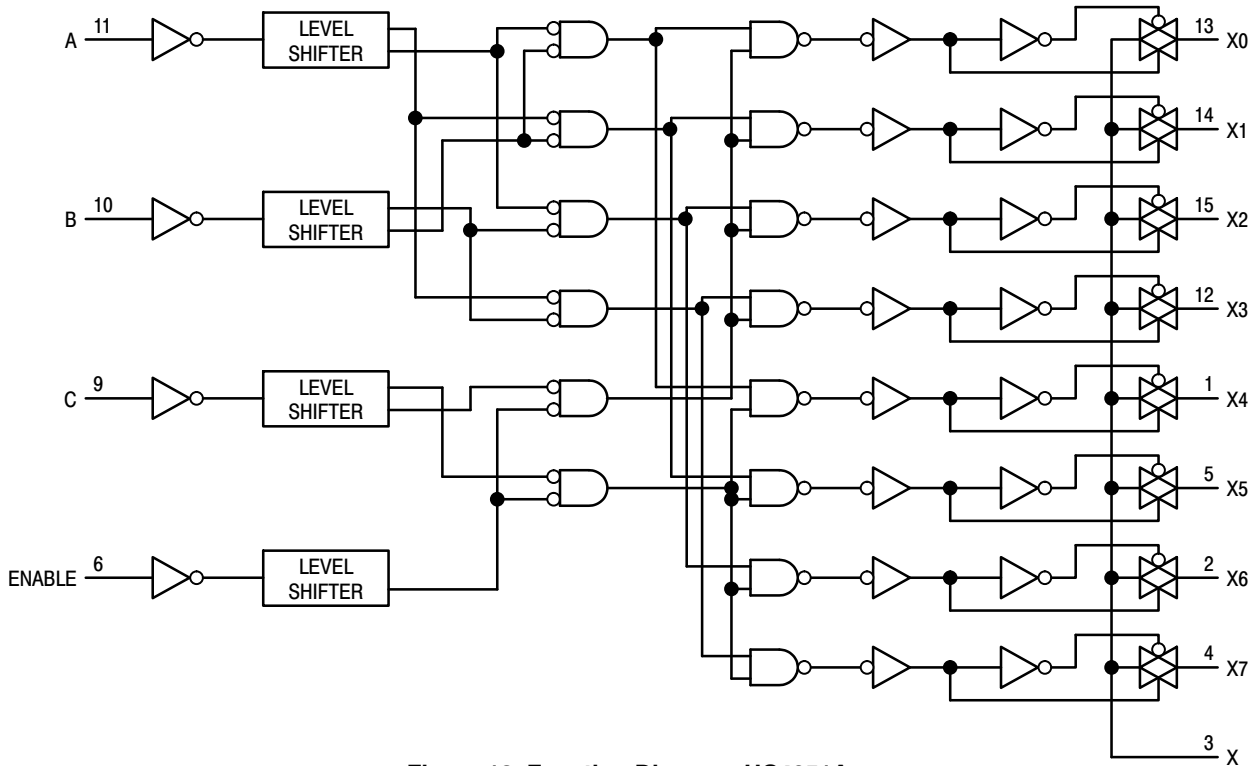 11
A
LEVEL
SHIFTER
13
X0
14
X1
10
B
LEVEL
SHIFTER
15
X2
12
X3
9
C
LEVEL
SHIFTER
1
X4
5
X5
6
ENABLE
LEVEL
SHIFTER
2
X6
4
X7
3
X